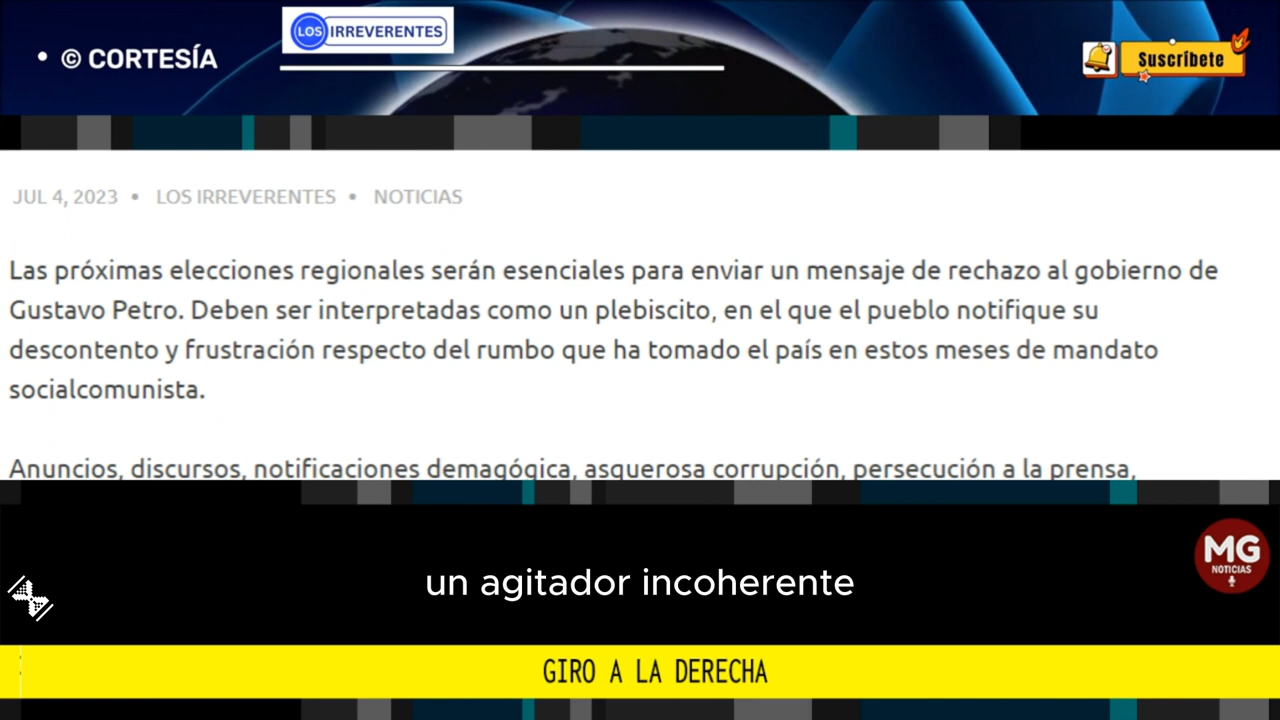 • © CORTESÍA
LOS IRREVERENTES
Suscríbete
JUL 4, 2023 • LOS IRREVERENTES • NOTICIAS
Las próximas elecciones regionales serán esenciales para enviar un mensaje de rechazo al gobierno de
Gustavo Petro. Deben ser interpretadas como un plebiscito, en el que el pueblo notifique su
descontento y frustración respecto del rumbo que ha tomado el país en estos meses de mandato
socialcomunista.
Anuncios, discursos, notificaciones demagógica, asquerosa corrupción, persecución a la prensa,
MG
NOTICIAS
un agitador incoherente
GIRO A LA DERECHA